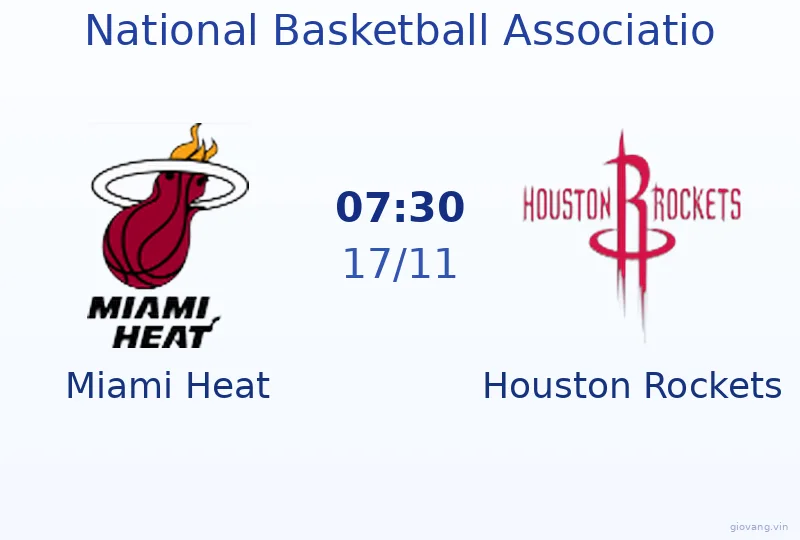 National Basketball Associatio
07:30
17/11
MIAMI
HEAT
HOUSTON ROCKETS
Miami Heat
Houston Rockets
giovang.vin